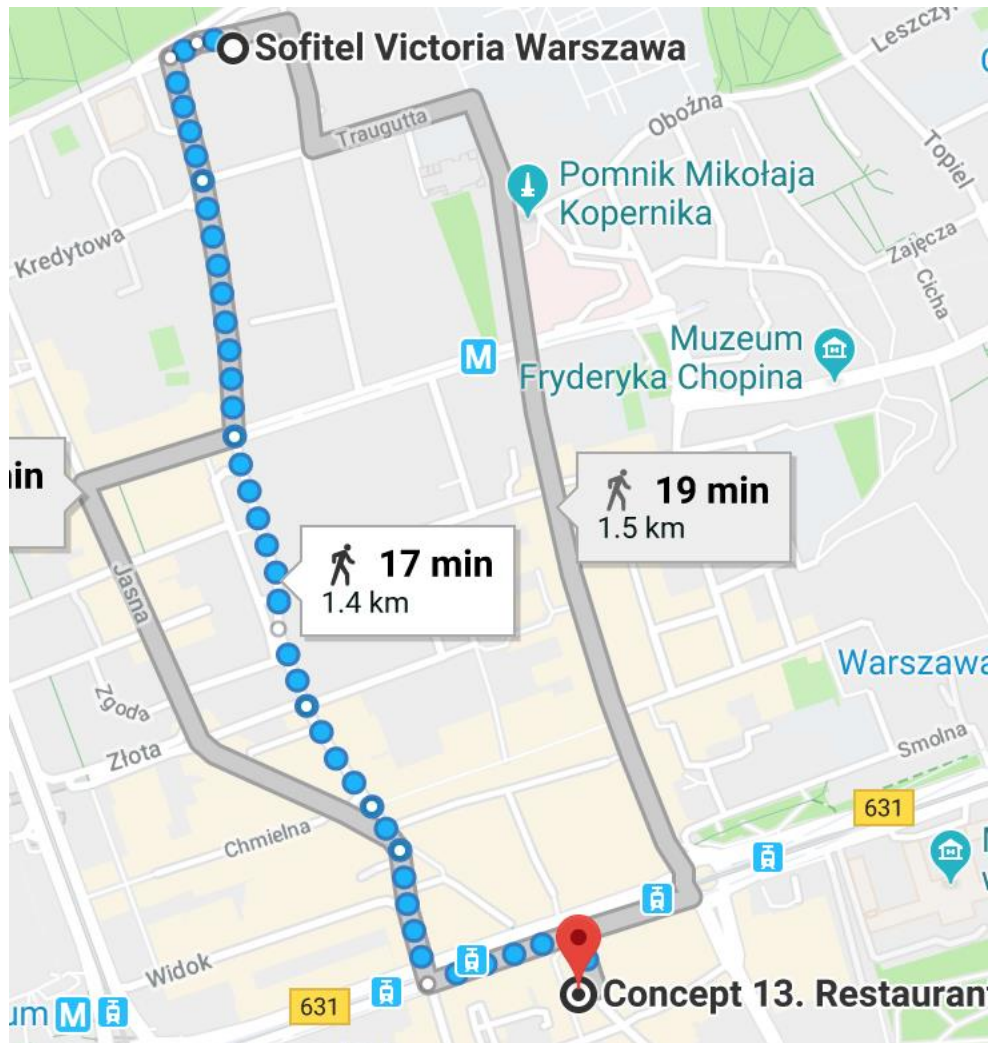 Leszczy
Sofitel Victoria Warszawa
Oboźna
Traugutta
Topiel
Pomnik Mikołaja
Kopernika
Zajęcza
Kredytowa
Cicha
M
Muzeum
Fryderyka Chopina
in
19 min
1.5 km
17 min
1.4 km
Jasna
Warszawa
Zgoda
Złota
Smolna
631
Chmielna
Widok
631
um M
Concept 13. Restaurant